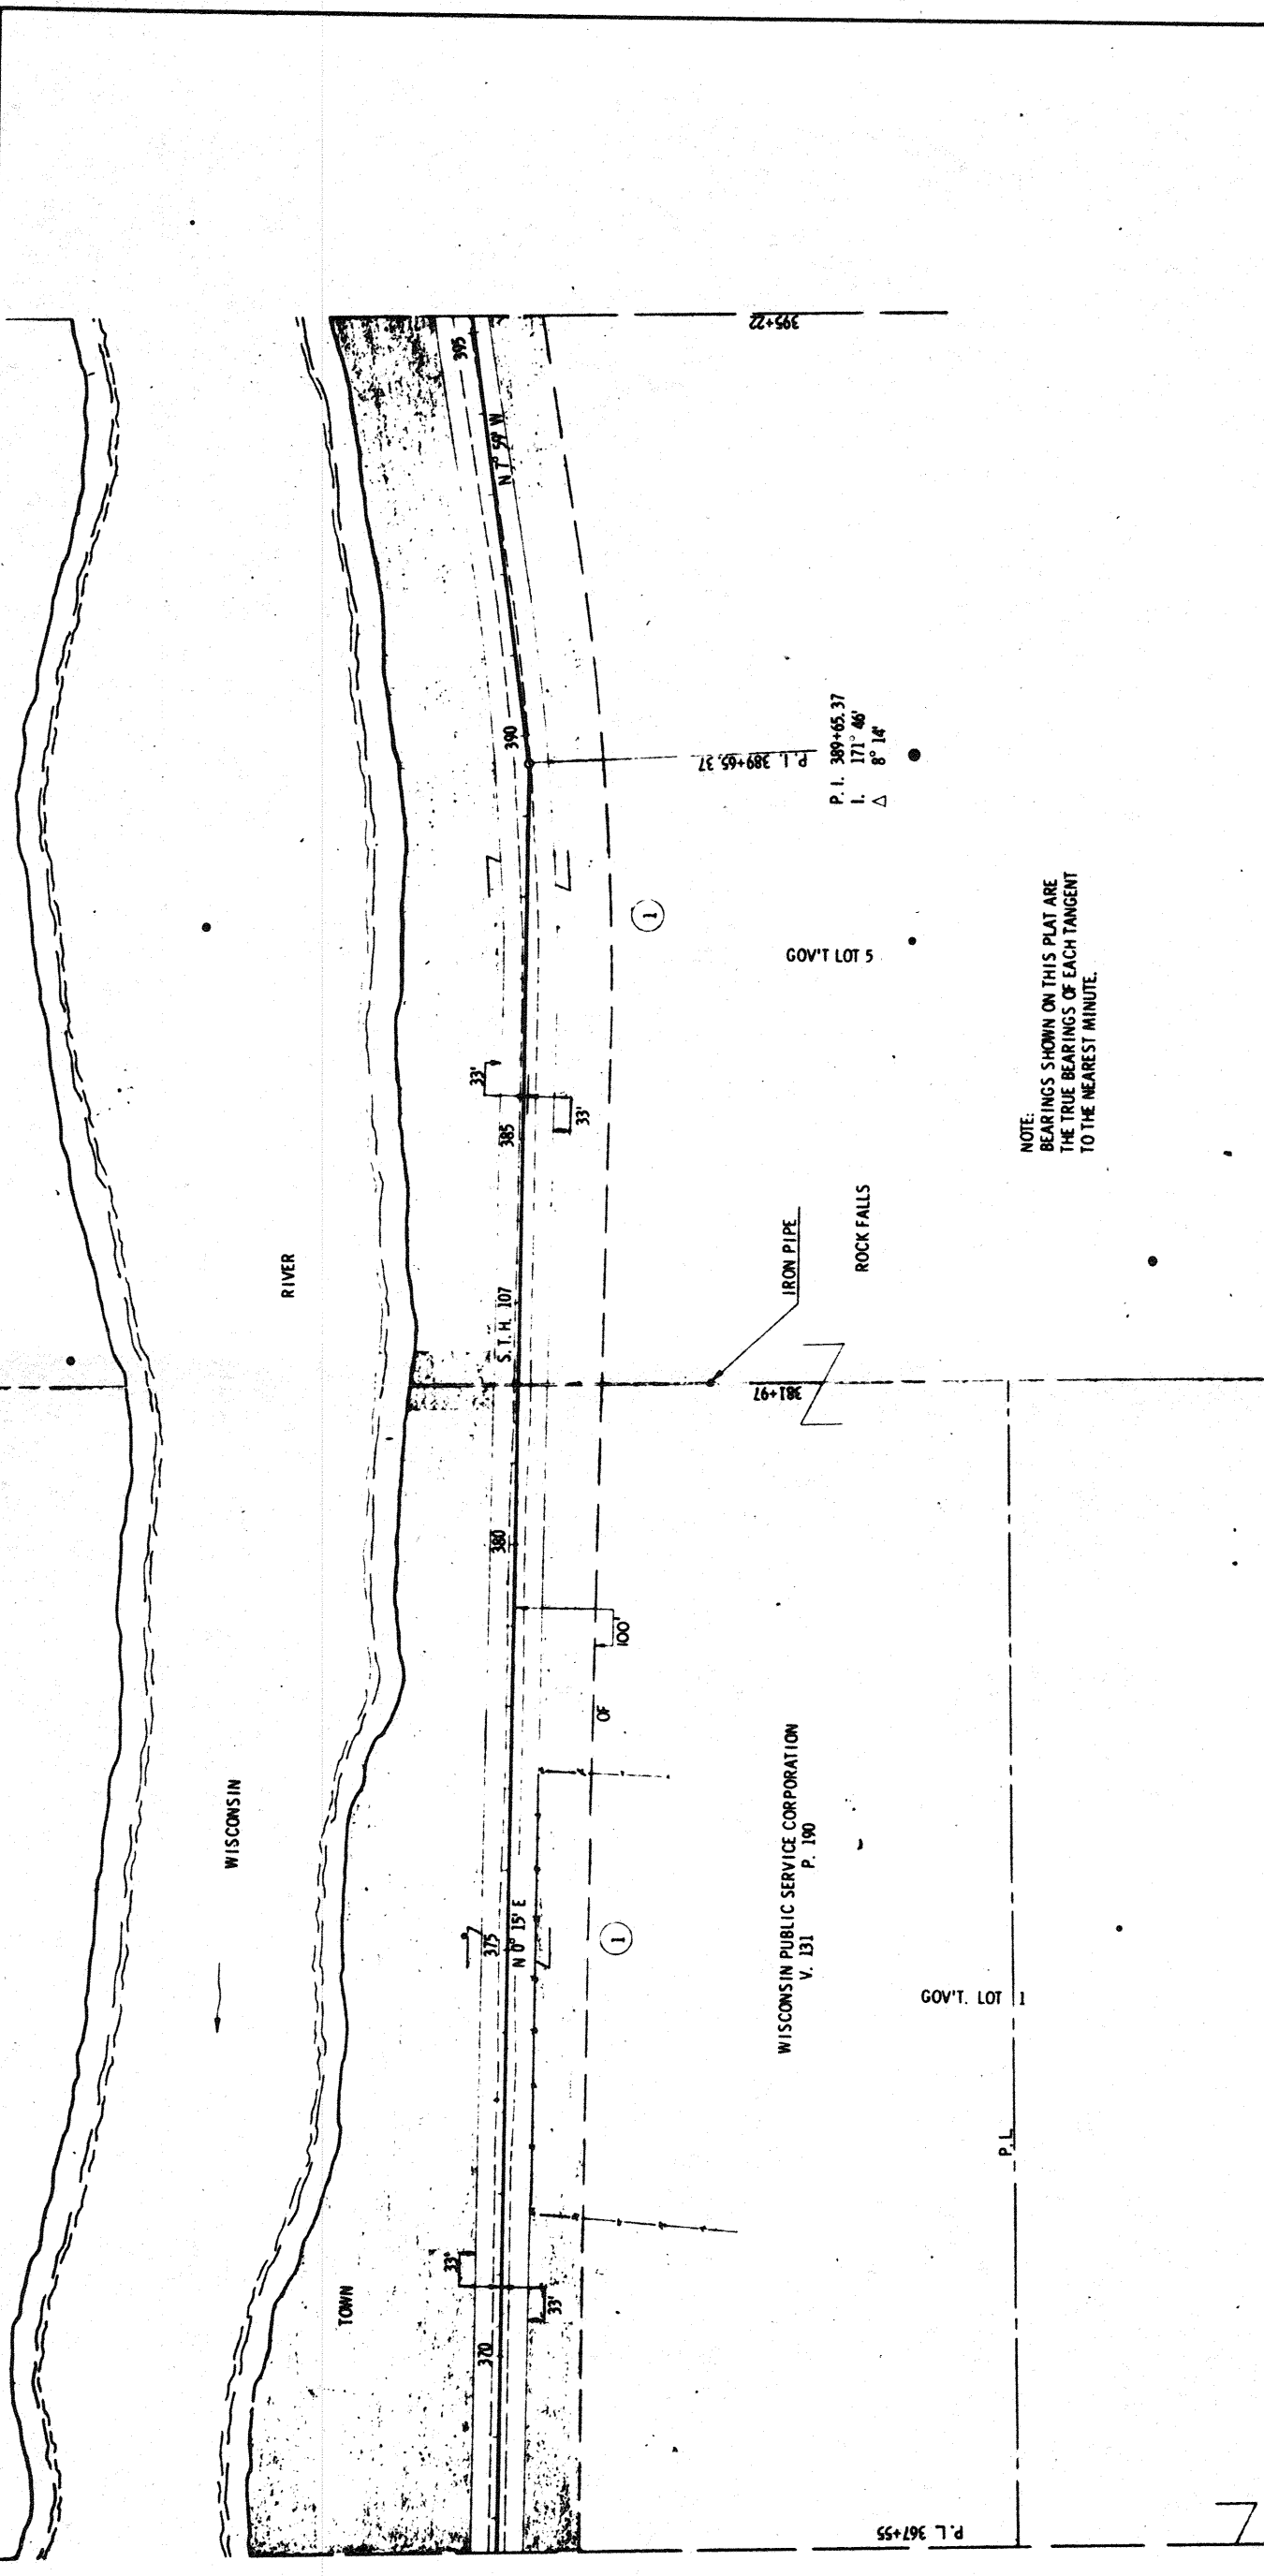 WISCONSIN
RIVER
TOWN
OF
ROCK FALLS
370
375
380
385
390
395
33'
33'
33'
33'
100'
N 0° 15' E
S. T. H. 107
N 7° 59' W
1
1
P. L. 367+55
381+97
P. I. 389+65.37
395+22
P. I. 389+65.37
I. 171° 46'
△ 8° 14'
IRON PIPE
GOV'T LOT 5
WISCONSIN PUBLIC SERVICE CORPORATION
V. 131 P. 190
GOV'T. LOT 1
P. L.
NOTE:
BEARINGS SHOWN ON THIS PLAT ARE
THE TRUE BEARINGS OF EACH TANGENT
TO THE NEAREST MINUTE.